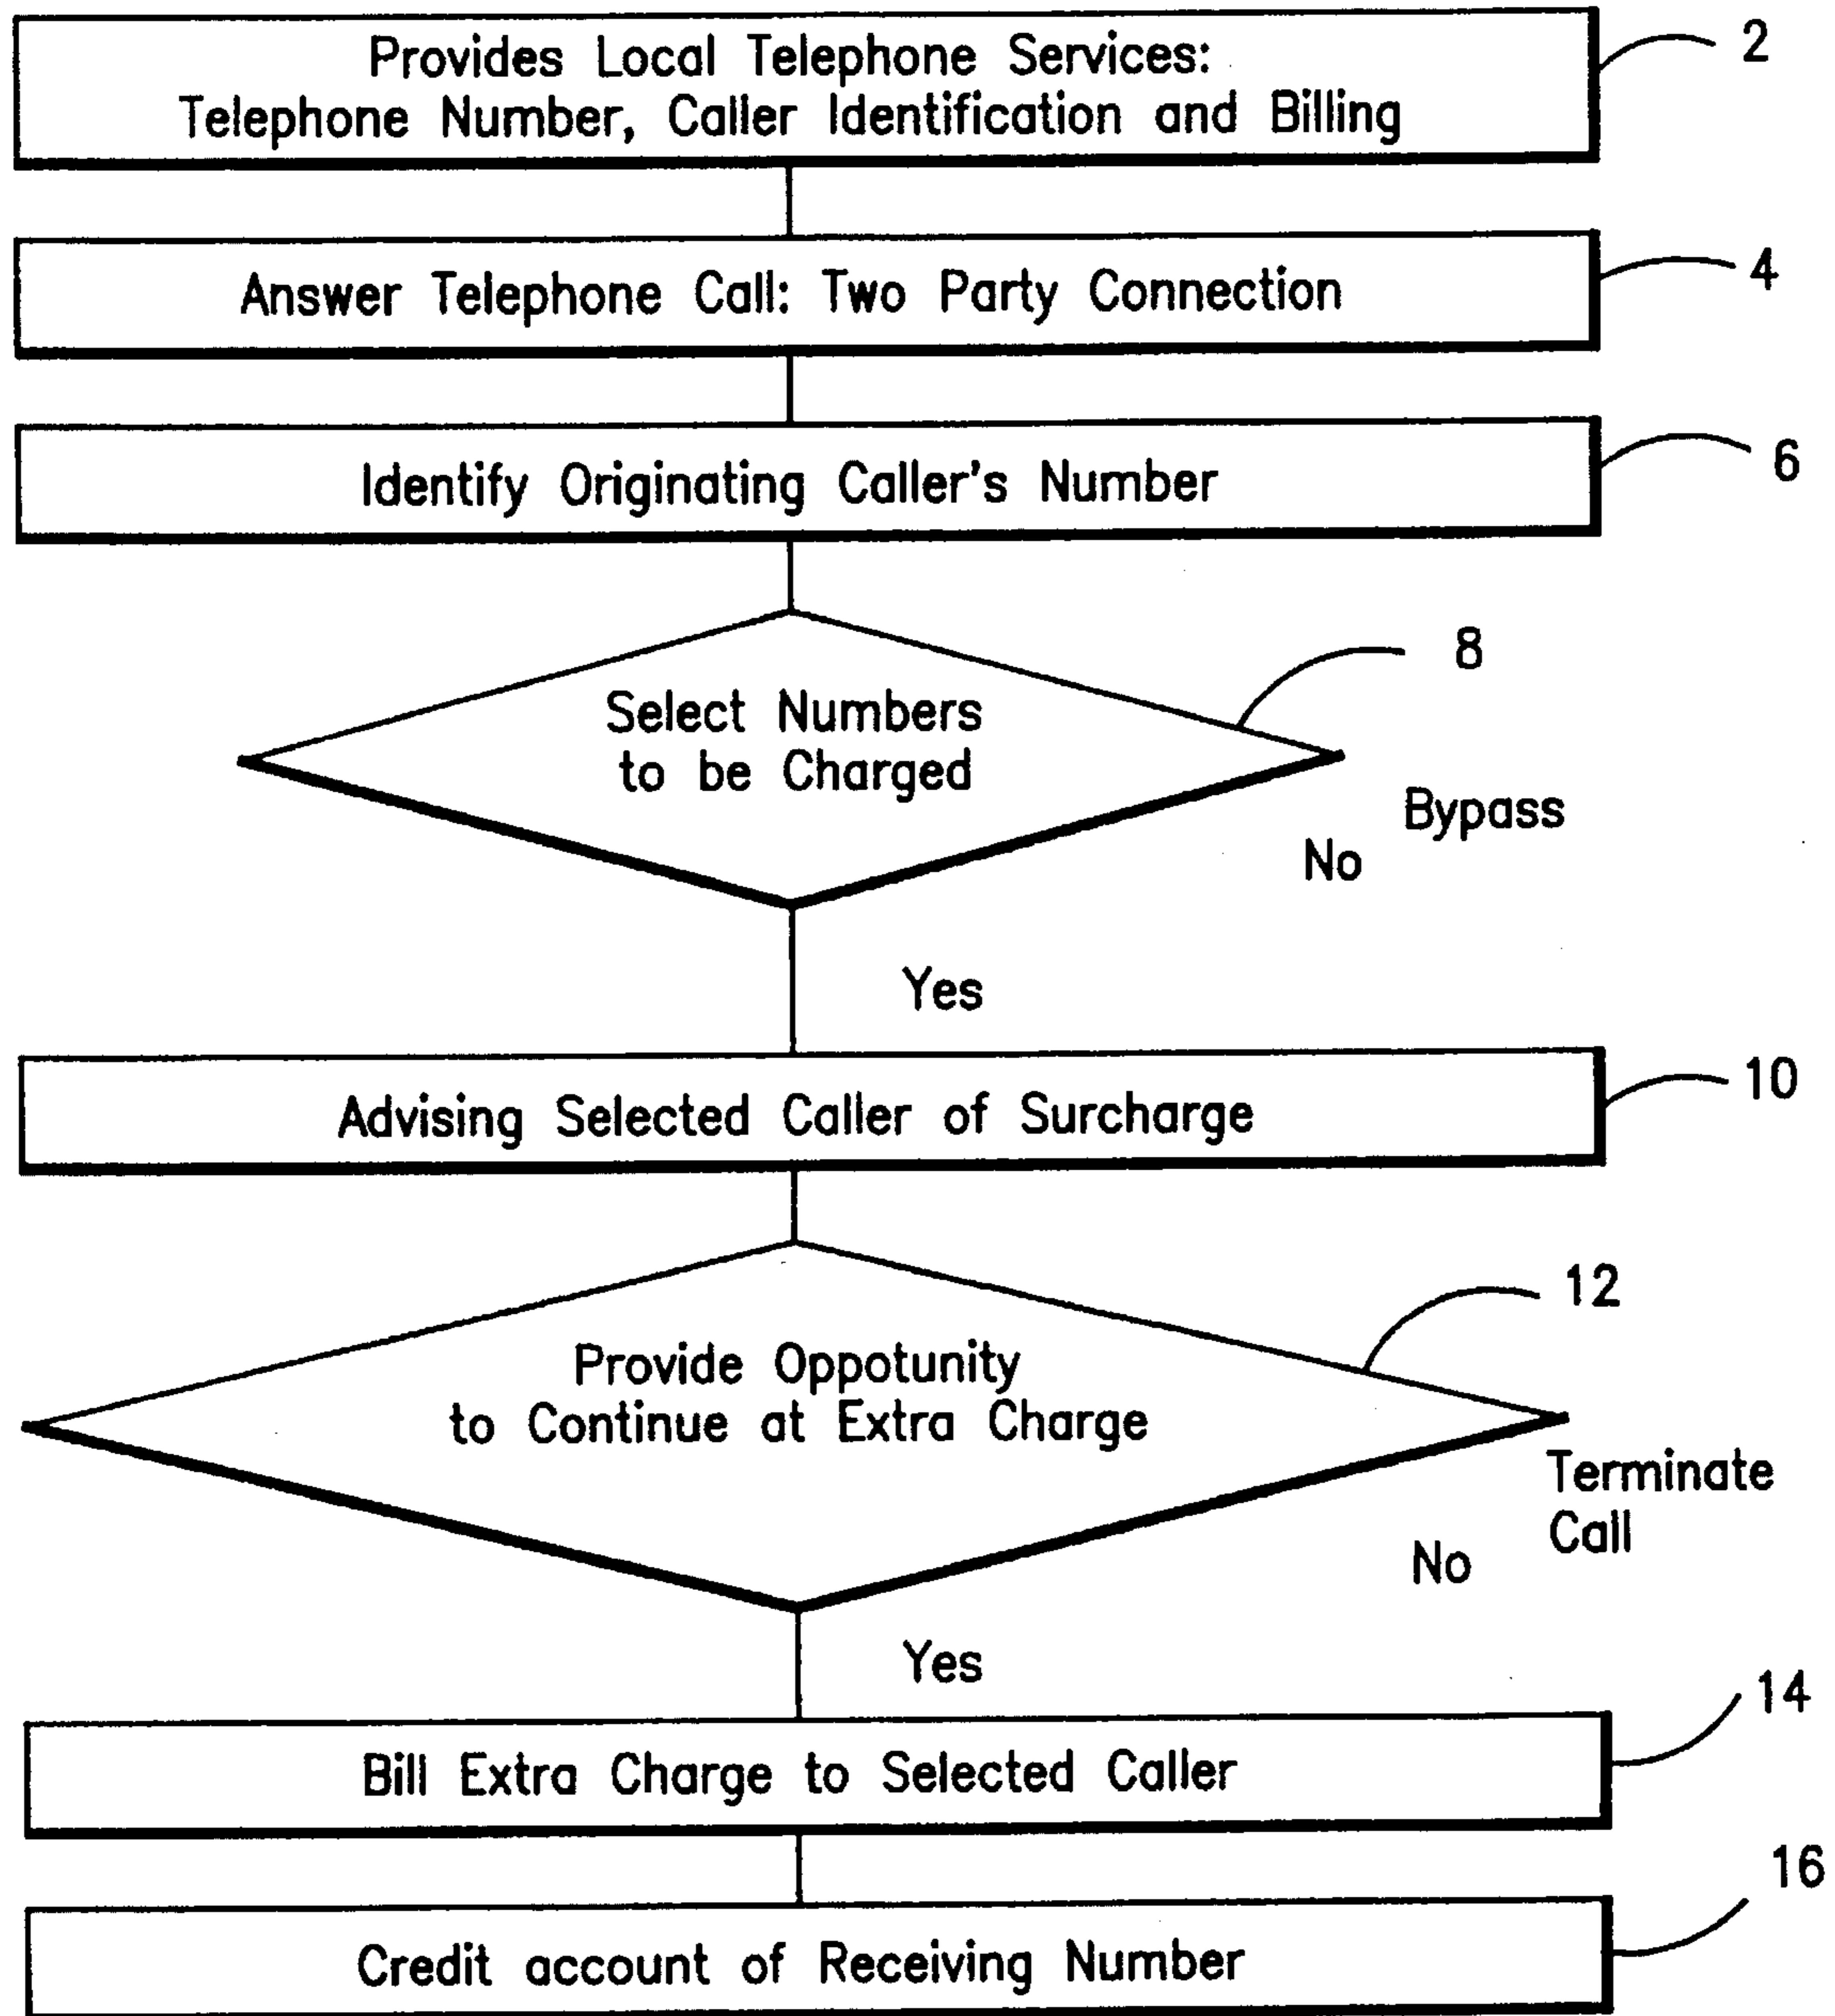 Provides Local Telephone Services:
Telephone Number, Caller Identification and Billing
2
Answer Telephone Call: Two Party Connection
4
Identify Originating Caller's Number
6
Select Numbers
to be Charged
8
Bypass
No
Yes
Advising Selected Caller of Surcharge
10
Provide Oppotunity
to Continue at Extra Charge
12
Terminate
Call
No
Yes
Bill Extra Charge to Selected Caller
14
Credit account of Receiving Number
16